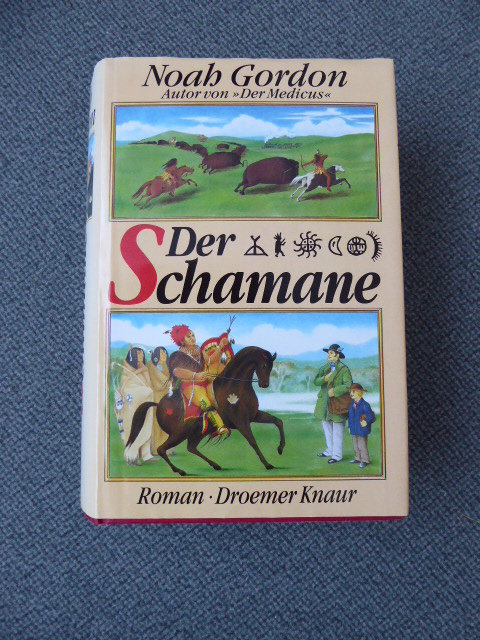 Noah Gordon
Autor von »Der Medicus«
Der
Schamane
Roman · Droemer Knaur